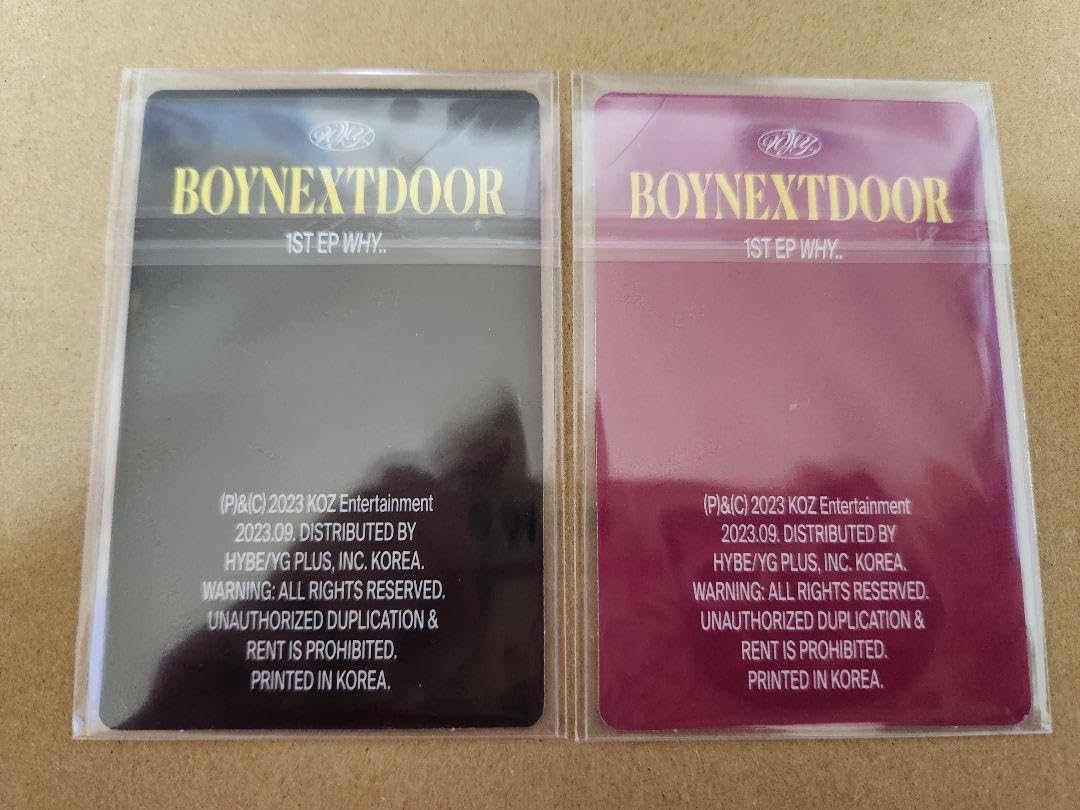 Why..
BOYNEXTDOOR
1ST EP WHY..
(P)&(C) 2023 KOZ Entertainment
2023.09. DISTRIBUTED BY
HYBE/YG PLUS, INC. KOREA.
WARNING: ALL RIGHTS RESERVED.
UNAUTHORIZED DUPLICATION &
RENT IS PROHIBITED.
PRINTED IN KOREA.
Why..
BOYNEXTDOOR
1ST EP WHY..
(P)&(C) 2023 KOZ Entertainment
2023.09. DISTRIBUTED BY
HYBE/YG PLUS, INC. KOREA.
WARNING: ALL RIGHTS RESERVED.
UNAUTHORIZED DUPLICATION &
RENT IS PROHIBITED.
PRINTED IN KOREA.